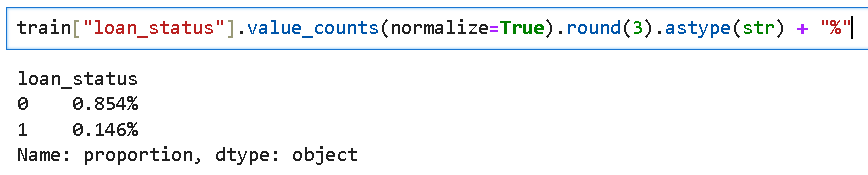 train["loan_status"].value_counts(normalize=True).round(3).astype(str) + "%"
loan_status
0    0.854%
1    0.146%
Name: proportion, dtype: object